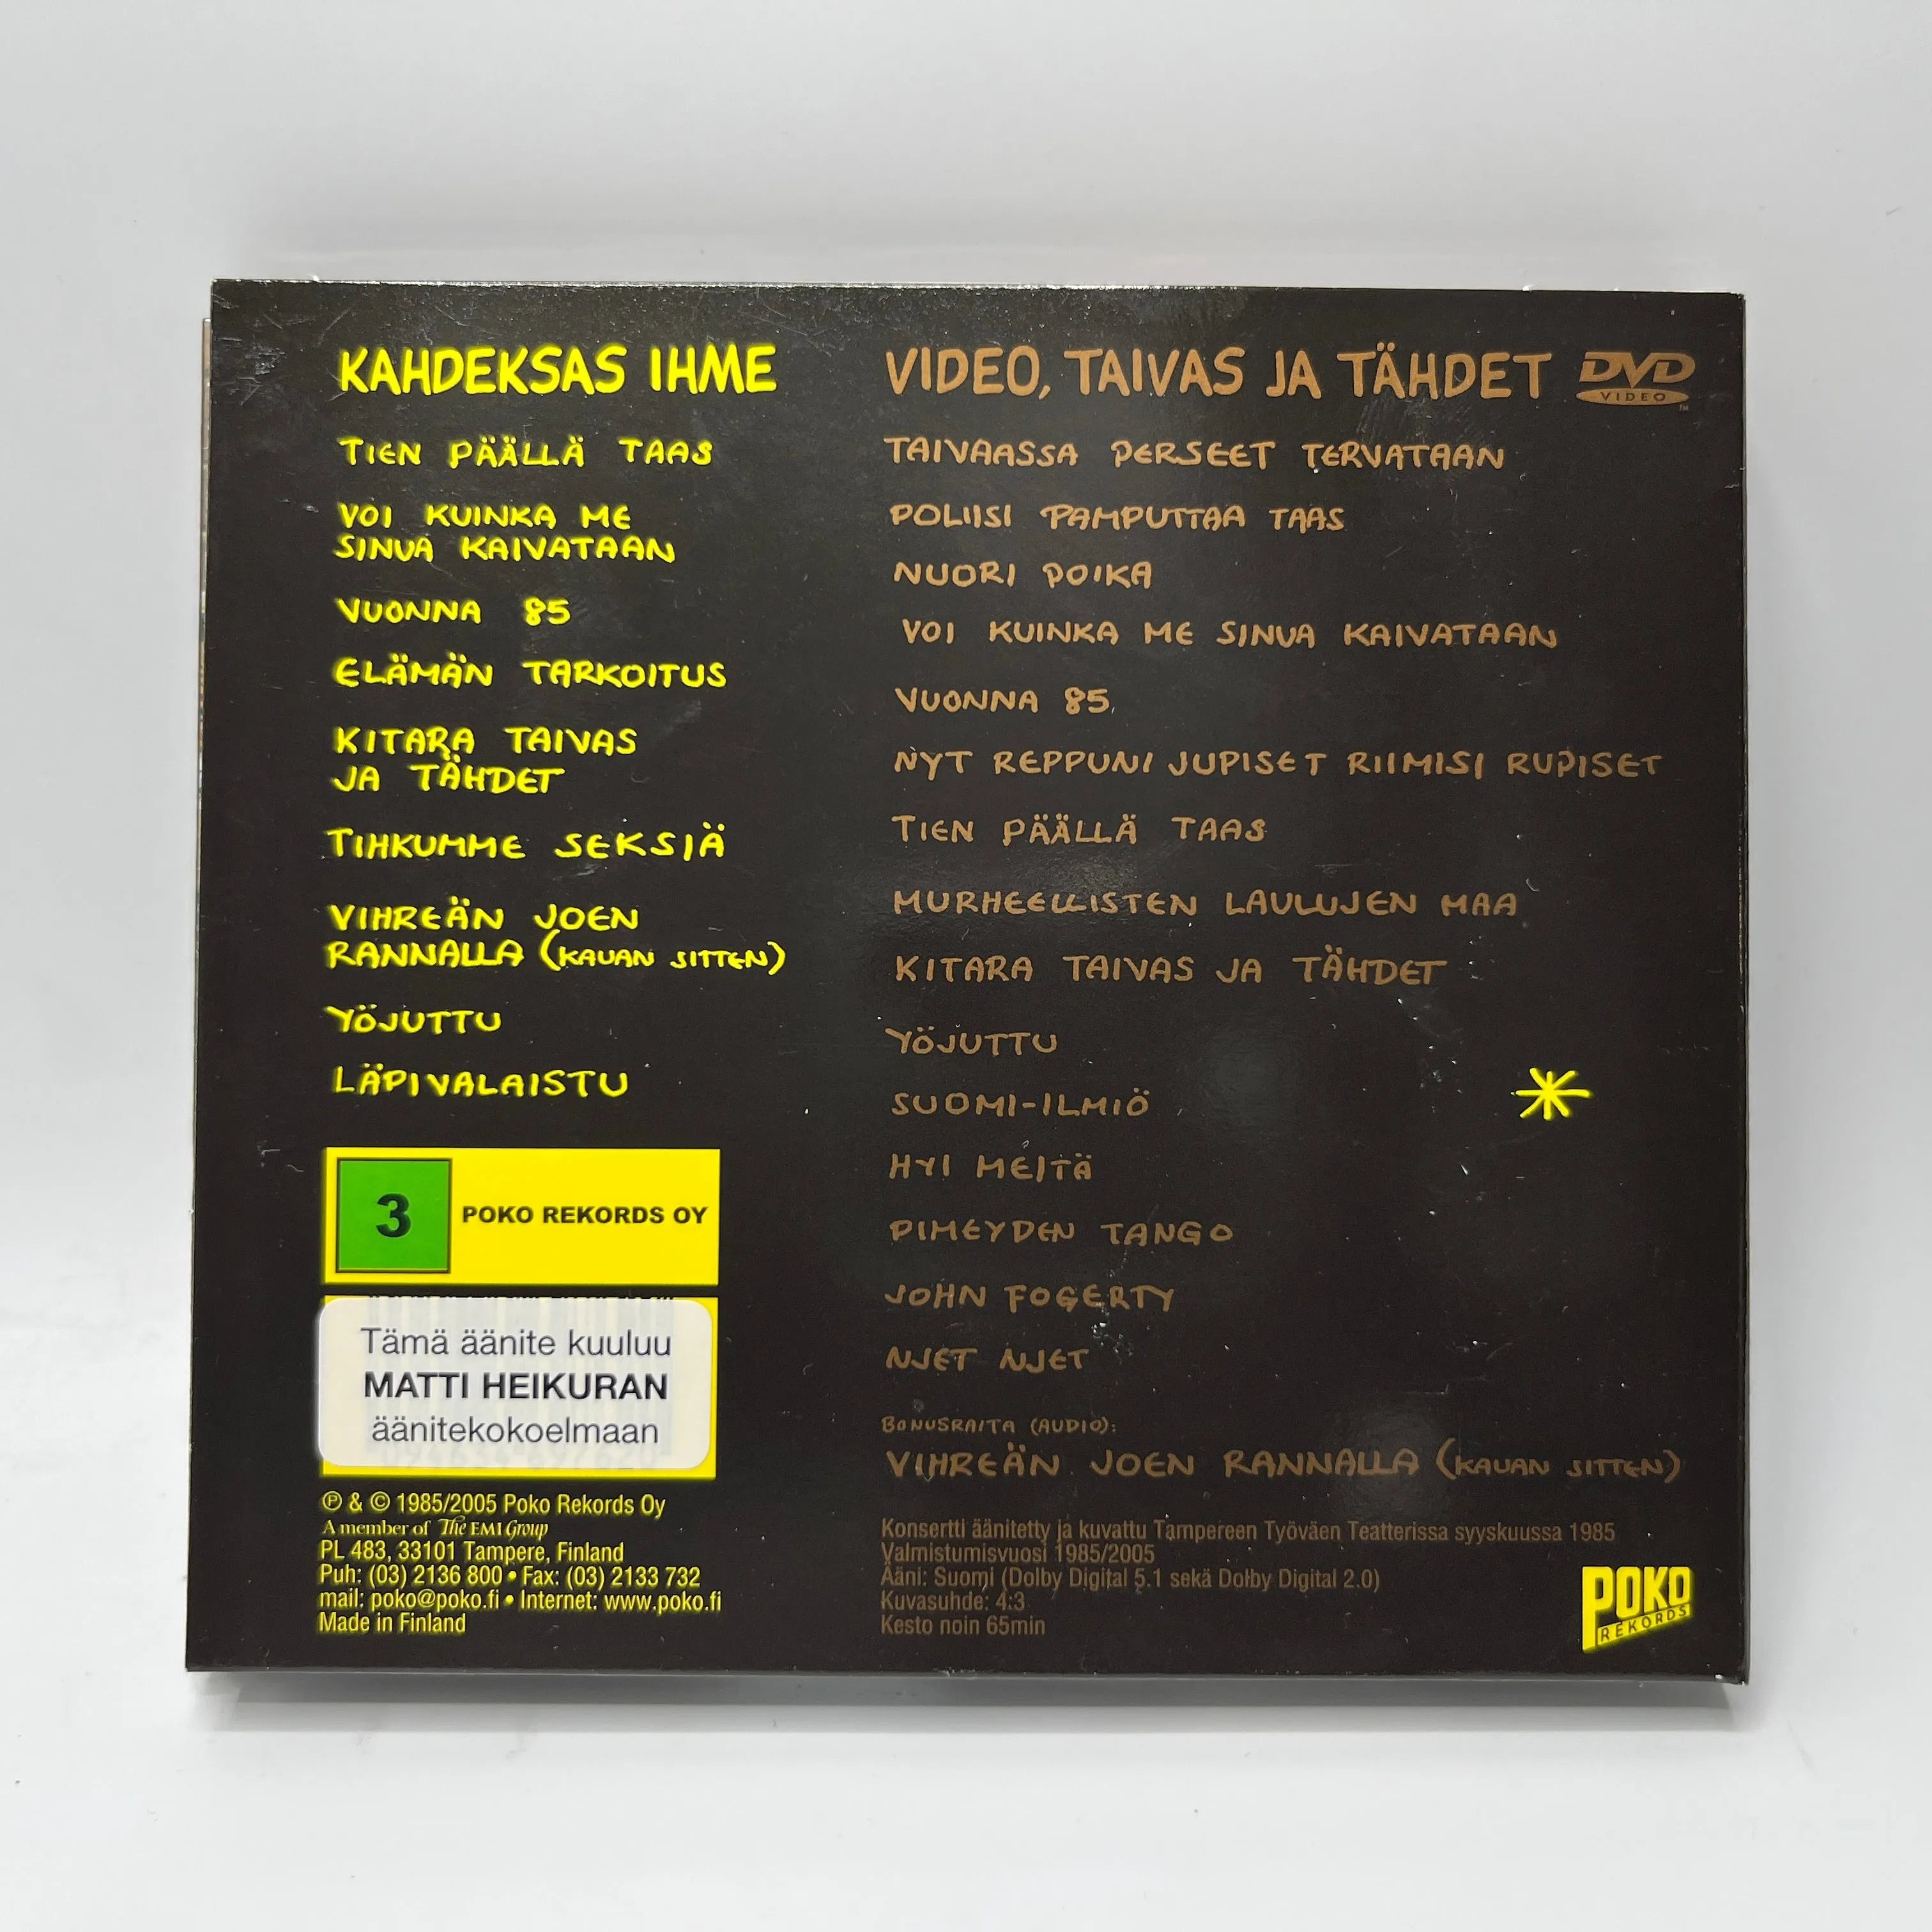 KAHDEKSAS IHME
TIEN PÄÄLLÄ TAAS
VOI KUINKA ME
SINUA KAIVATAAN
VUONNA 85
ELÄMÄN TARKOITUS
KITARA TAIVAS
JA TÄHDET
TIHKUMME SEKSIÄ
VIHREÄN JOEN
RANNALLA (KAUAN SITTEN)
YÖJUTTU
LÄPIVALAISTU
3 POKO REKORDS OY
Tämä äänite kuuluu
MATTI HEIKURAN
äänitekokoelmaan
℗ & © 1985/2005 Poko Rekords Oy
A member of The EMI Group
PL 483, 33101 Tampere, Finland
Puh: (03) 2136 800 • Fax: (03) 2133 732
mail: poko@poko.fi • Internet: www.poko.fi
Made in Finland
VIDEO, TAIVAS JA TÄHDET DVD
VIDEO
TM
TAIVAASSA PERSEET TERVATAAN
POLIISI PAMPUTTAA TAAS
NUORI POIKA
VOI KUINKA ME SINUA KAIVATAAN
VUONNA 85
NYT REPPUNI JUPISET RIIMISI RUPISET
TIEN PÄÄLLÄ TAAS
MURHEELLISTEN LAULUJEN MAA
KITARA TAIVAS JA TÄHDET
YÖJUTTU
SUOMI-ILMIÖ
*
HYI MEITÄ
PIMEYDEN TANGO
JOHN FOGERTY
NJET NJET
BONUSRAITA (AUDIO):
VIHREÄN JOEN RANNALLA (KAUAN SITTEN)
Konsertti äänitetty ja kuvattu Tampereen Työväen Teatterissa syyskuussa 1985
Valmistumisvuosi 1985/2005
Ääni: Suomi (Dolby Digital 5.1 sekä Dolby Digital 2.0)
Kuvasuhde: 4:3
Kesto noin 65min
POKO
REKORDS